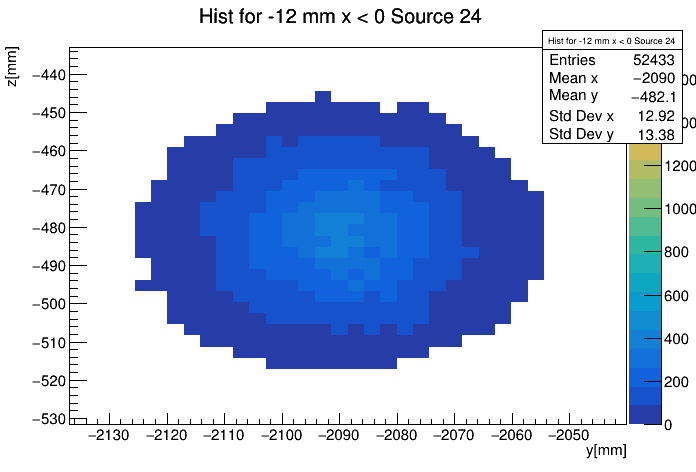 Hist for -12 mm x < 0 Source 24
Hist for -12 mm x < 0 Source 24
Entries 52433
Mean x −2090
Mean y −482.1
Std Dev x 12.92
Std Dev y 13.38
z[mm]
−440
−450
−460
−470
−480
−490
−500
−510
−520
−530
−2130 −2120 −2110 −2100 −2090 −2080 −2070 −2060 −2050
y[mm]
1200
1000
800
600
400
200
0